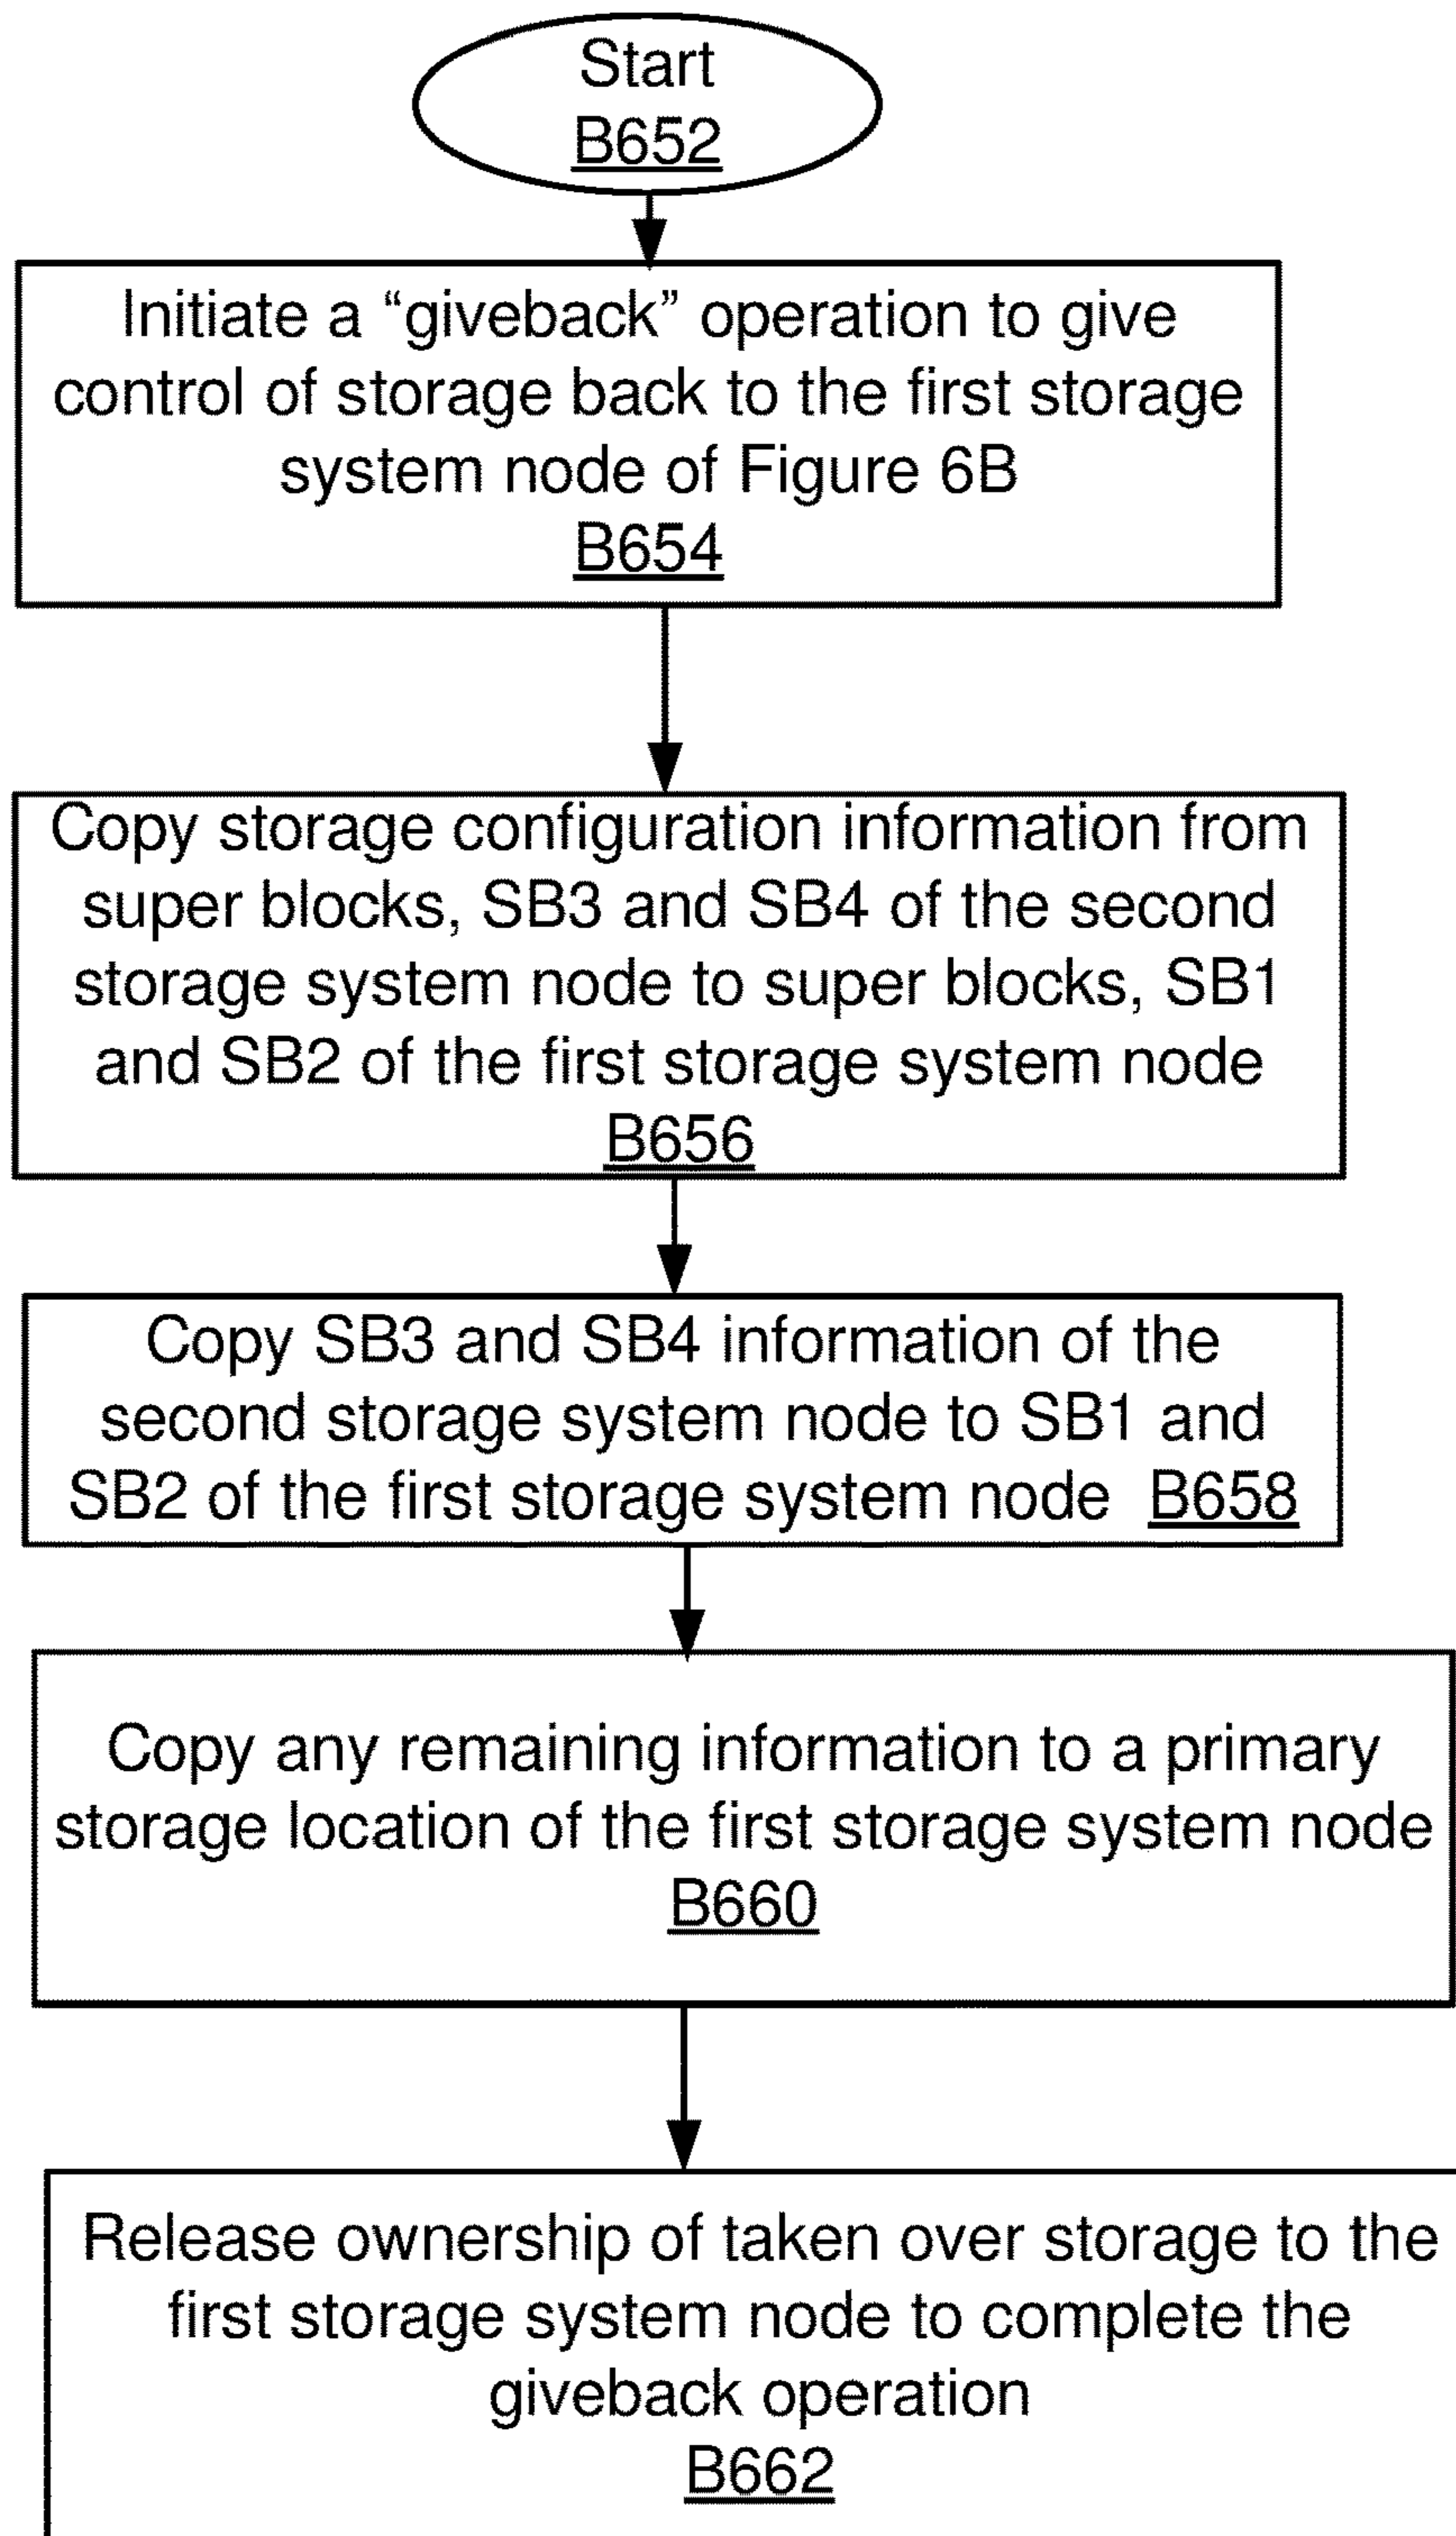 Start
B652
Initiate a “giveback” operation to give
control of storage back to the first storage
system node of Figure 6B
B654
Copy storage configuration information from
super blocks, SB3 and SB4 of the second
storage system node to super blocks, SB1
and SB2 of the first storage system node
B656
Copy SB3 and SB4 information of the
second storage system node to SB1 and
SB2 of the first storage system node B658
Copy any remaining information to a primary
storage location of the first storage system node
B660
Release ownership of taken over storage to the
first storage system node to complete the
giveback operation
B662